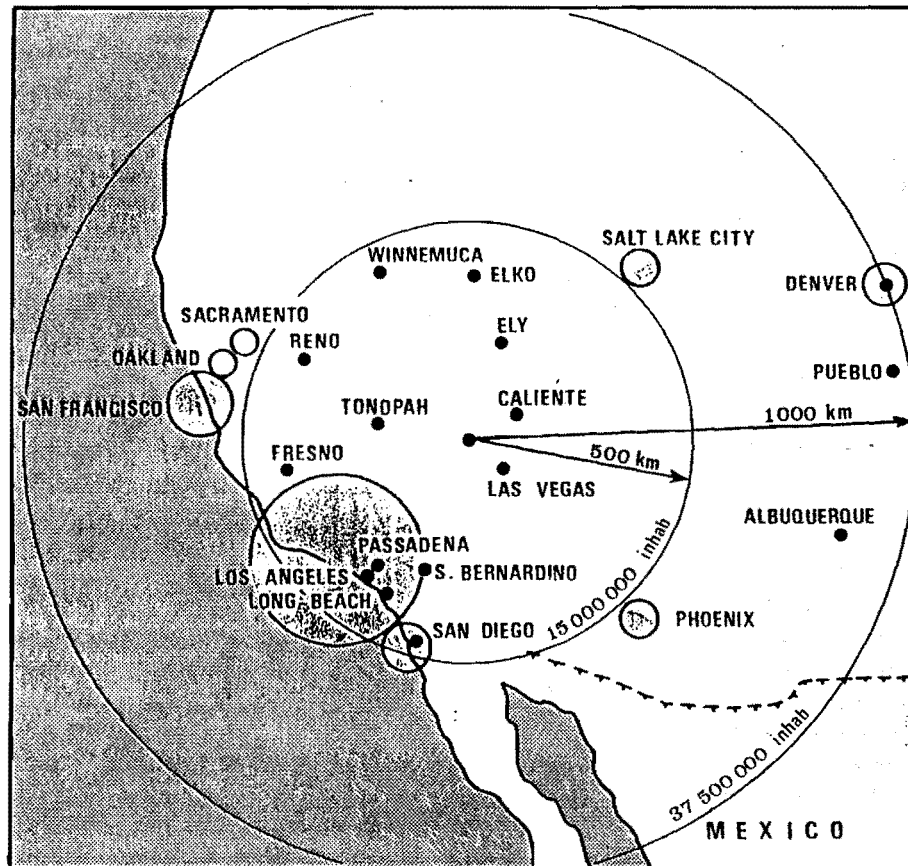 SALT LAKE CITY
WINNEMUCA
ELKO
DENVER
SACRAMENTO
ELY
RENO
OAKLAND
PUEBLO
SAN FRANCISCO
TONOPAH
CALIENTE
1000 km
FRESNO
500 km
LAS VEGAS
ALBUQUERQUE
PASSADENA
LOS ANGELES
S. BERNARDINO
LONG BEACH
15 000 000 inhab
SAN DIEGO
PHOENIX
37 500 000 inhab
MEXICO